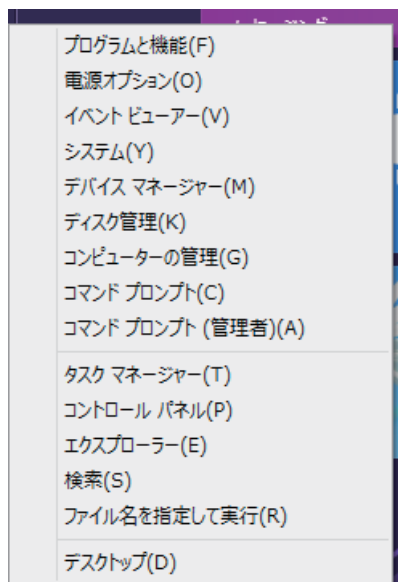 プログラムと機能(F)
電源オプション(O)
イベント ビューアー(V)
システム(Y)
デバイス マネージャー(M)
ディスク管理(K)
コンピューターの管理(G)
コマンド プロンプト(C)
コマンド プロンプト (管理者)(A)
タスク マネージャー(T)
コントロール パネル(P)
エクスプローラー(E)
検索(S)
ファイル名を指定して実行(R)
デスクトップ(D)